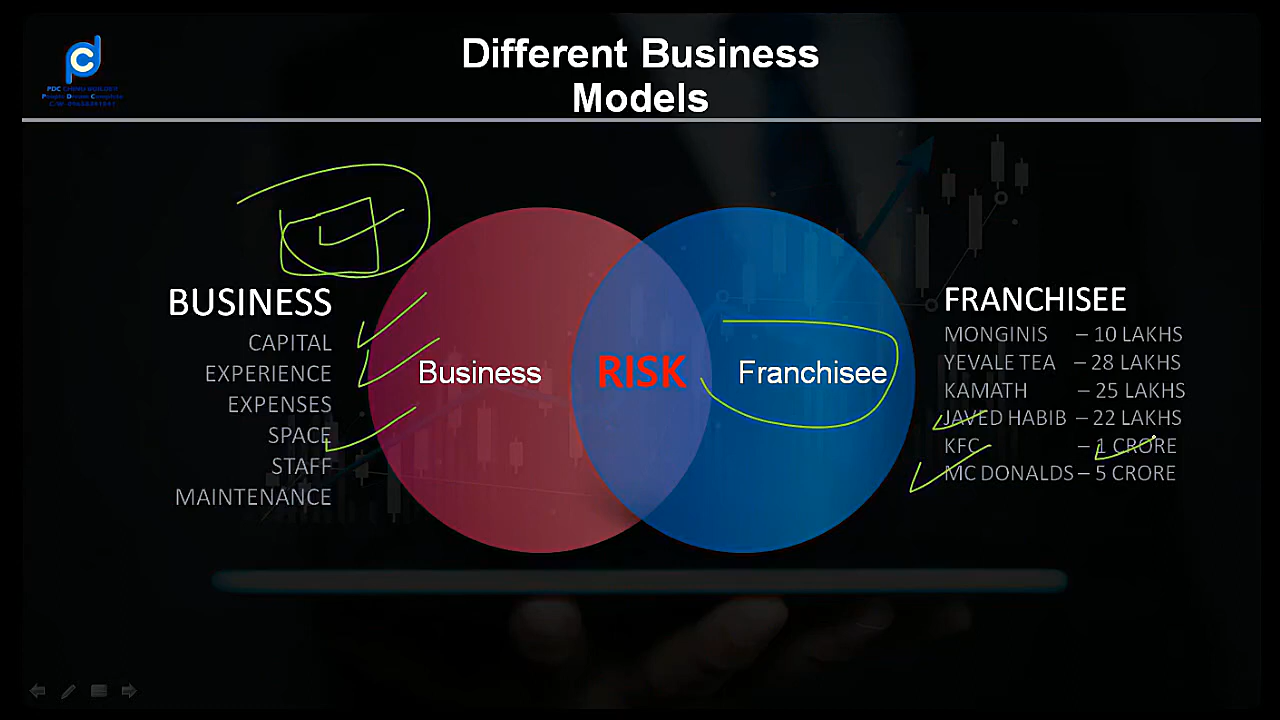 Different Business
Models
BUSINESS
CAPITAL
EXPERIENCE
EXPENSES
SPACE
STAFF
MAINTENANCE
Business
RISK
Franchisee
FRANCHISEE
MONGINIS – 10 LAKHS
YEVALE TEA – 28 LAKHS
KAMATH – 25 LAKHS
JAVED HABIB – 22 LAKHS
KFC – 1 CRORE
MC DONALDS – 5 CRORE